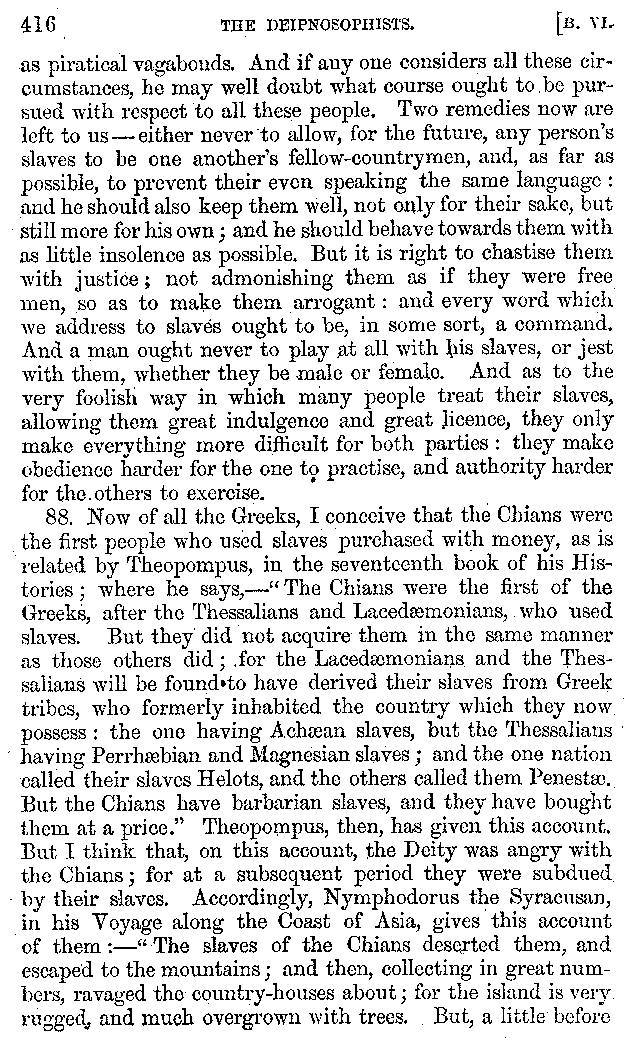 416 THE DEIPNOSOPHISTS. [B. VI.
as piratical vagabonds. And if any one considers all these cir-
cumstances, he may well doubt what course ought to be pur-
sued with respect to all these people. Two remedies now are
left to us—either never to allow, for the future, any person's
slaves to be one another's fellow-countrymen, and, as far as
possible, to prevent their even speaking the same language :
and he should also keep them well, not only for their sake, but
still more for his own ; and he should behave towards them with
as little insolence as possible. But it is right to chastise them
with justice ; not admonishing them as if they were free
men, so as to make them arrogant : and every word which
we address to slaves ought to be, in some sort, a command.
And a man ought never to play at all with his slaves, or jest
with them, whether they be male or female. And as to the
very foolish way in which many people treat their slaves,
allowing them great indulgence and great licence, they only
make everything more difficult for both parties : they make
obedience harder for the one to practise, and authority harder
for the others to exercise.
88. Now of all the Greeks, I conceive that the Chians were
the first people who used slaves purchased with money, as is
related by Theopompus, in the seventeenth book of his His-
tories ; where he says,—"The Chians were the first of the
Greeks, after the Thessalians and Lacedæmonians, who used
slaves. But they did not acquire them in the same manner
as those others did ; for the Lacedæmonians and the Thes-
salians will be found to have derived their slaves from Greek
tribes, who formerly inhabited the country which they now
possess : the one having Achæan slaves, but the Thessalians
having Perrhæbian and Magnesian slaves ; and the one nation
called their slaves Helots, and the others called them Penestæ.
But the Chians have barbarian slaves, and they have bought
them at a price." Theopompus, then, has given this account.
But I think that, on this account, the Deity was angry with
the Chians ; for at a subsequent period they were subdued
by their slaves. Accordingly, Nymphodorus the Syracusan,
in his Voyage along the Coast of Asia, gives this account
of them :—"The slaves of the Chians deserted them, and
escaped to the mountains ; and then, collecting in great num-
bers, ravaged the country-houses about ; for the island is very
rugged, and much overgrown with trees. But, a little before